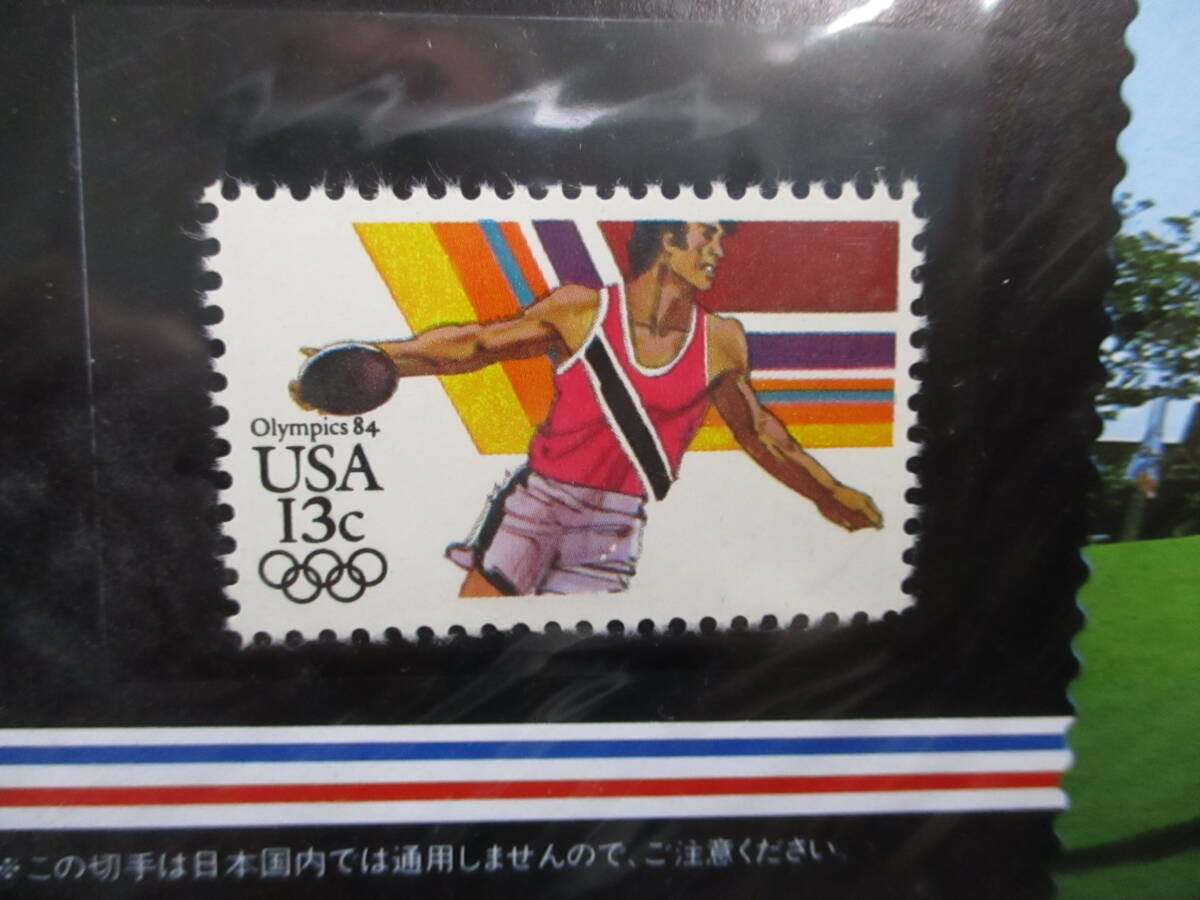 Olympics 84
USA
13c
※この切手は日本国内では通用しませんので、ご注意ください。